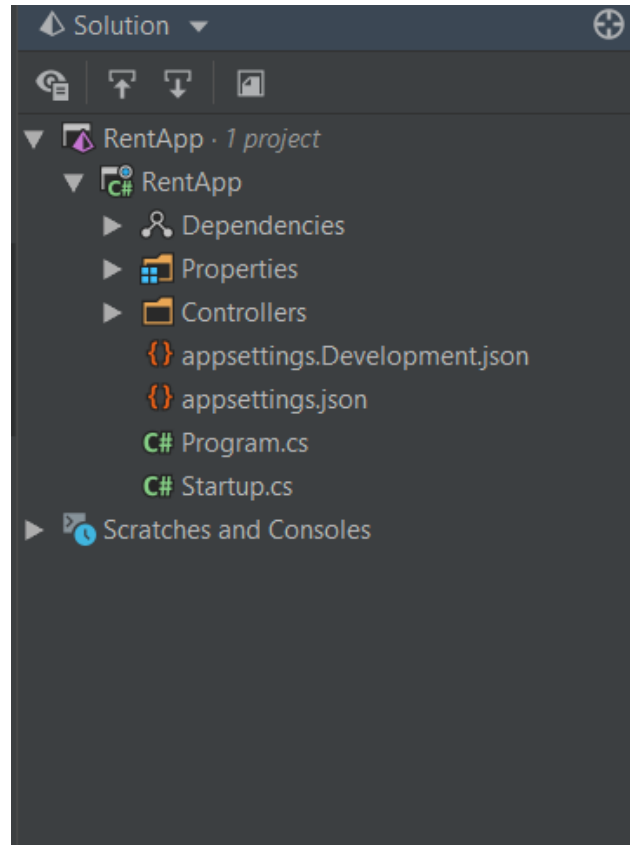 Solution
RentApp · 1 project
C# RentApp
Dependencies
Properties
Controllers
{} appsettings.Development.json
{} appsettings.json
C# Program.cs
C# Startup.cs
Scratches and Consoles